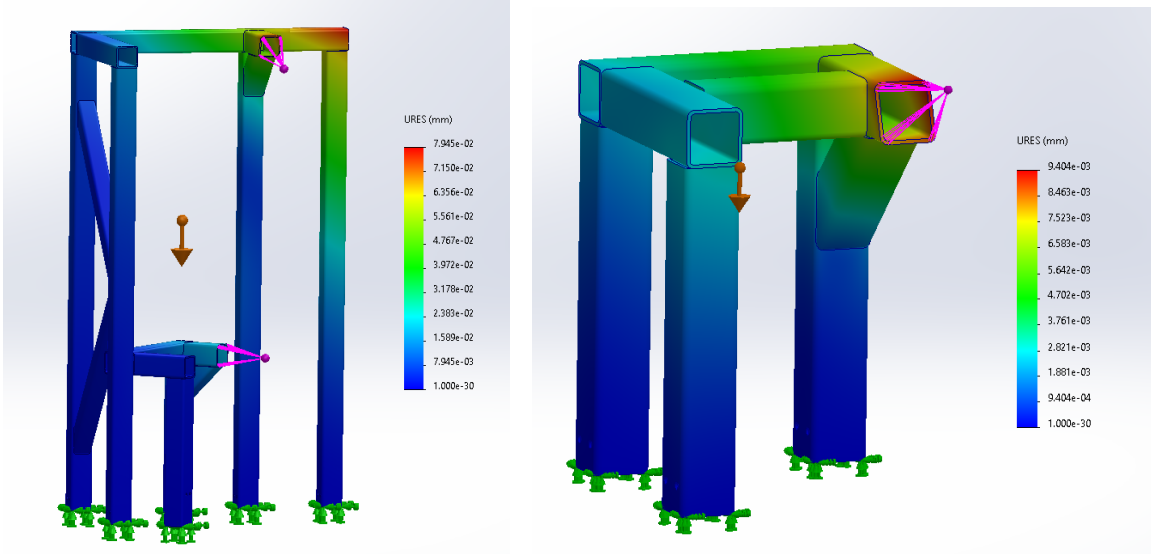 URES (mm)
7.945e-02
7.150e-02
6.356e-02
5.561e-02
4.767e-02
3.972e-02
3.178e-02
2.383e-02
1.589e-02
7.945e-03
1.000e-30
URES (mm)
9.404e-03
8.463e-03
7.523e-03
6.583e-03
5.642e-03
4.702e-03
3.761e-03
2.821e-03
1.881e-03
9.404e-04
1.000e-30